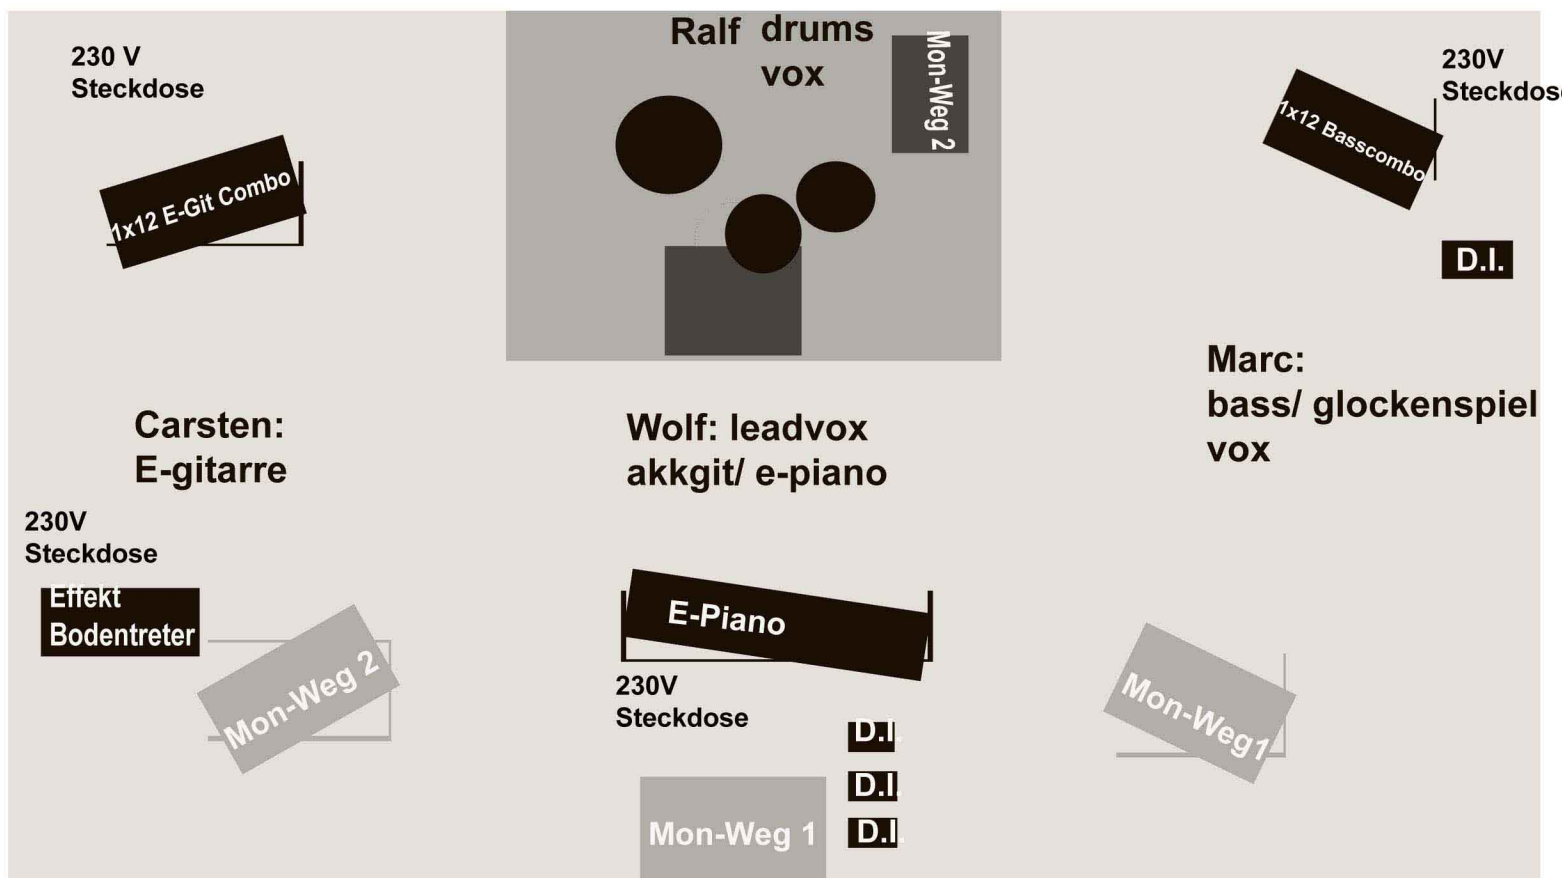 230 V
Steckdose
Ralf drums
vox
Mon-Weg 2
230V
Steckdose
1x12 Basscombo
1x12 E-Git Combo
D.I.
Marc:
bass/ glockenspiel
vox
Carsten:
E-gitarre
Wolf: leadvox
akkgit/ e-piano
230V
Steckdose
Effekt
Bodentreter
Mon-Weg 2
E-Piano
230V
Steckdose
Mon-Weg1
D.I.
D.I.
D.I.
Mon-Weg 1